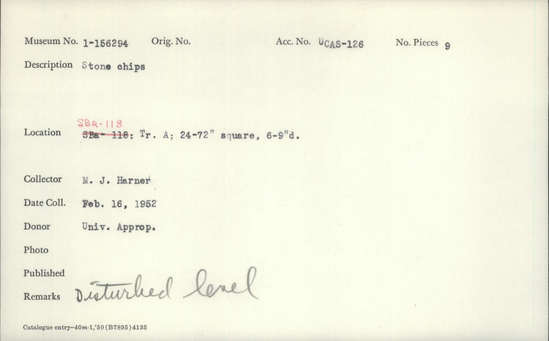 Museum No. 1-156294 Orig. No. Acc. No. UCAS-126 No. Pieces 9
Description Stone chips
SBa-118
Location SBa- 118: Tr. A; 24-72" square, 6-9"d.
Collector M. J. Harner
Date Coll. Feb. 16, 1952
Donor Univ. Approp.
Photo
Published
Remarks Disturbed level
Catalogue entry—40m-1,'50 (B7895) 4188